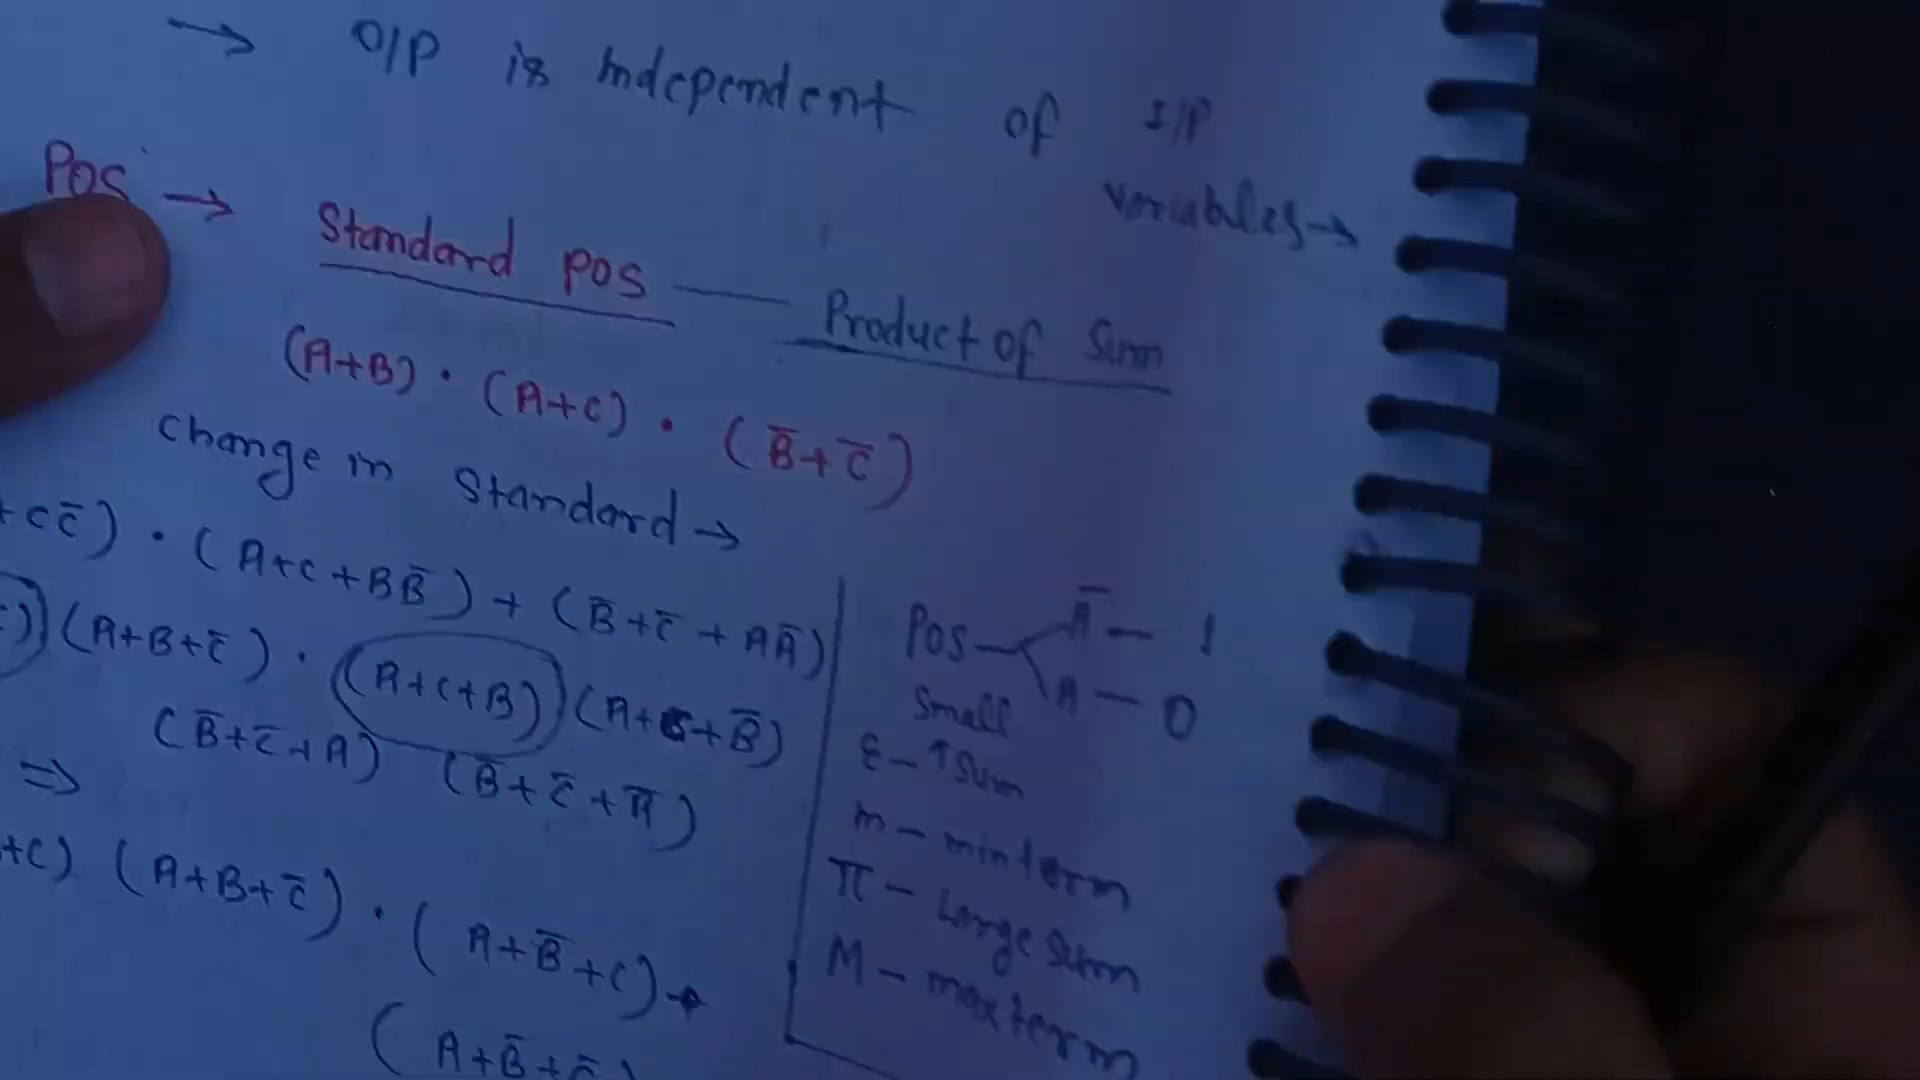 → O/P is independent of I/P
variables →
POS → Standard POS — Product of Sum
(A+B) · (A+C) · (B̅+C̅)
Change in Standard →
+CC̅) · (A+C+BB̅) + (B̅+C̅+AA̅)
) (A+B+C̅) · (A+C+B) (A+C+B̅)
(B̅+C̅+A) (B̅+C̅+A̅)
⇒
+C) (A+B+C̅) · (A+B̅+C) ·
(A+B̅+C̅)
POS A̅ — 1
A — 0
Small
Ɛ — ↑Sum
m — minterm
π — Large Sum
M — maxterm